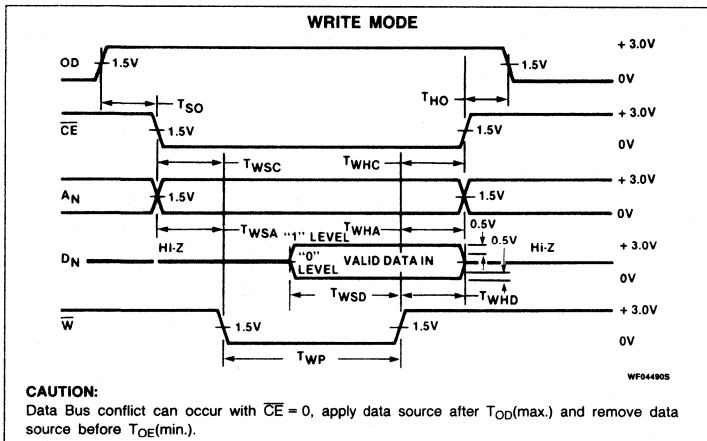 WRITE MODE
OD
1.5V
1.5V
+ 3.0V
0V
TSO
THO
CE
1.5V
1.5V
+ 3.0V
0V
TWSC
TWHC
AN
1.5V
1.5V
+ 3.0V
0V
TWSA
TWHA
0.5V
0.5V
DN
HI-Z
"1" LEVEL
"0" LEVEL
VALID DATA IN
Hi-Z
+ 3.0V
0V
TWSD
TWHD
W
1.5V
1.5V
+ 3.0V
0V
TWP
WF04490S
CAUTION:
Data Bus conflict can occur with CE = 0, apply data source after TOD(max.) and remove data
source before TOE(min.).